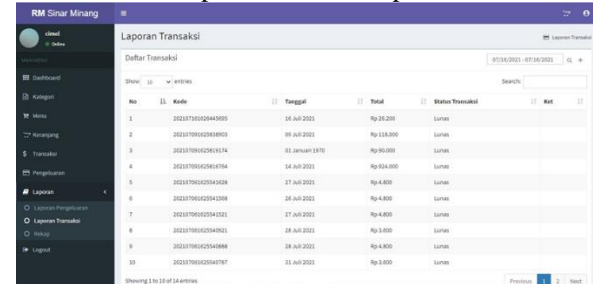 RM Sinar Minang
cimol
Online
Dashboard
Kategori
Menu
Keranjang
$ Transaksi
Pengeluaran
Laporan
Laporan Pengeluaran
Laporan Transaksi
Rekap
Logout
Laporan Transaksi
Laporan Transaksi
Daftar Transaksi
07/16/2021 - 07/16/2021
Show 10 entries
Search:
No Kode Tanggal Total Status Transaksi Ket
1 16 Juli 2021 Rp 26.200 Lunas
2 09 Juli 2021 Rp 118.000 Lunas
3 01 Januari 1970 Rp 90.000 Lunas
4 14 Juli 2021 Rp 924.000 Lunas
5 27 Juli 2021 Rp 4.800 Lunas
6 26 Juli 2021 Rp 4.800 Lunas
7 27 Juli 2021 Rp 4.800 Lunas
8 28 Juli 2021 Rp 3.600 Lunas
9 28 Juli 2021 Rp 4.800 Lunas
10 31 Juli 2021 Rp 3.600 Lunas
Showing 1 to 10 of 14 entries
Previous 1 2 Next